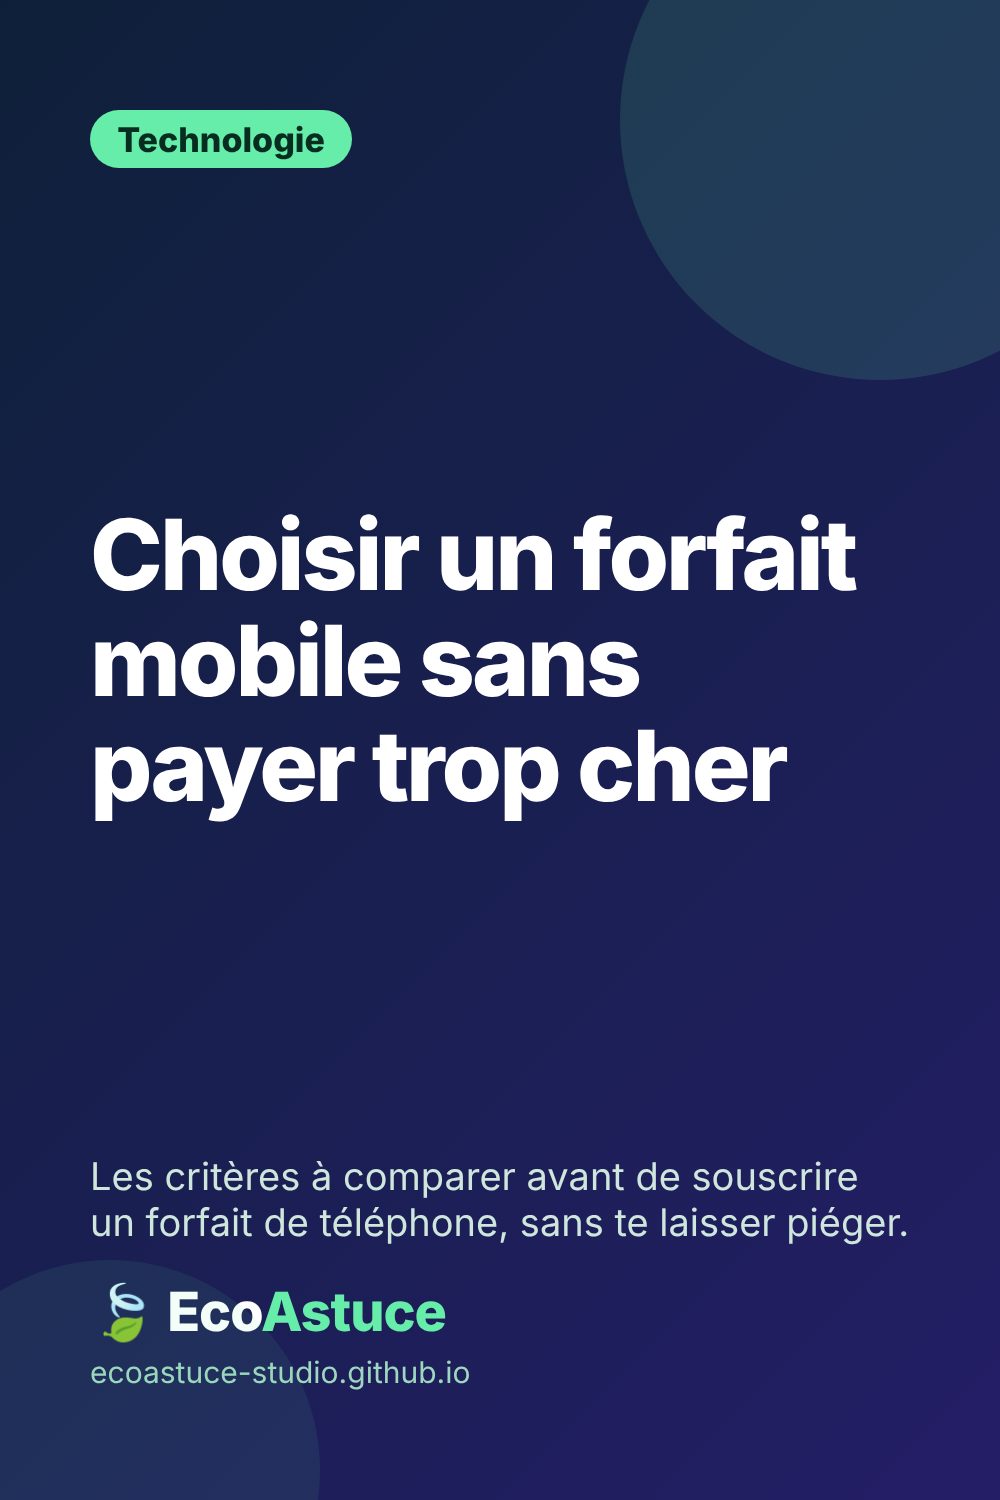 Technologie
Choisir un forfait
mobile sans
payer trop cher
Les critères à comparer avant de souscrire
un forfait de téléphone, sans te laisser piéger.
EcoAstuce
ecoastuce-studio.github.io